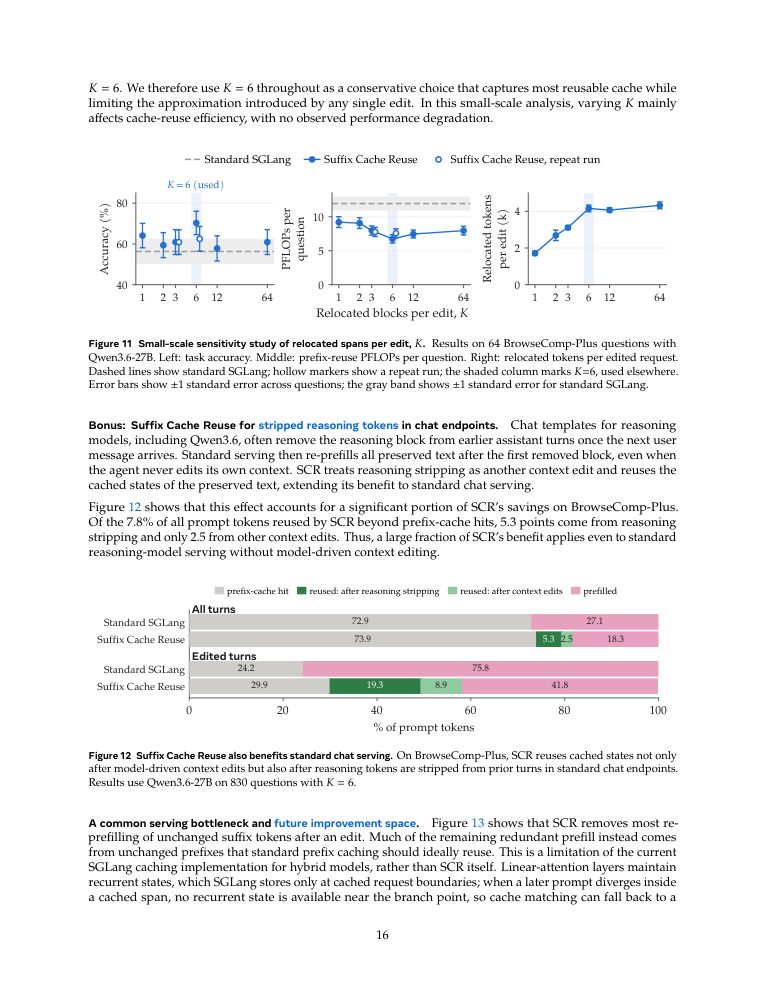 K = 6. We therefore use K = 6 throughout as a conservative choice that captures most reusable cache while
limiting the approximation introduced by any single edit. In this small-scale analysis, varying K mainly
affects cache-reuse efficiency, with no observed performance degradation.
Standard SGLang
Suffix Cache Reuse
Suffix Cache Reuse, repeat run
K = 6 (used)
Accuracy (%)
80
60
40
1 2 3 6 12 64
PFLOPs per
question
10
5
0
1 2 3 6 12 64
Relocated tokens
per edit (k)
4
2
0
1 2 3 6 12 64
Relocated blocks per edit, K
Figure 11 Small-scale sensitivity study of relocated spans per edit, K. Results on 64 BrowseComp-Plus questions with
Qwen3.6-27B. Left: task accuracy. Middle: prefix-reuse PFLOPs per question. Right: relocated tokens per edited request.
Dashed lines show standard SGLang; hollow markers show a repeat run; the shaded column marks K=6, used elsewhere.
Error bars show ±1 standard error across questions; the gray band shows ±1 standard error for standard SGLang.
Bonus: Suffix Cache Reuse for stripped reasoning tokens in chat endpoints. Chat templates for reasoning
models, including Qwen3.6, often remove the reasoning block from earlier assistant turns once the next user
message arrives. Standard serving then re-prefills all preserved text after the first removed block, even when
the agent never edits its own context. SCR treats reasoning stripping as another context edit and reuses the
cached states of the preserved text, extending its benefit to standard chat serving.
Figure 12 shows that this effect accounts for a significant portion of SCR's savings on BrowseComp-Plus.
Of the 7.8% of all prompt tokens reused by SCR beyond prefix-cache hits, 5.3 points come from reasoning
stripping and only 2.5 from other context edits. Thus, a large fraction of SCR's benefit applies even to standard
reasoning-model serving without model-driven context editing.
prefix-cache hit
reused: after reasoning stripping
reused: after context edits
prefilled
All turns
Standard SGLang 72.9 27.1
Suffix Cache Reuse 73.9 5.3 2.5 18.3
Edited turns
Standard SGLang 24.2 75.8
Suffix Cache Reuse 29.9 19.3 8.9 41.8
0 20 40 60 80 100
% of prompt tokens
Figure 12 Suffix Cache Reuse also benefits standard chat serving. On BrowseComp-Plus, SCR reuses cached states not only
after model-driven context edits but also after reasoning tokens are stripped from prior turns in standard chat endpoints.
Results use Qwen3.6-27B on 830 questions with K = 6.
A common serving bottleneck and future improvement space. Figure 13 shows that SCR removes most re-
prefilling of unchanged suffix tokens after an edit. Much of the remaining redundant prefill instead comes
from unchanged prefixes that standard prefix caching should ideally reuse. This is a limitation of the current
SGLang caching implementation for hybrid models, rather than SCR itself. Linear-attention layers maintain
recurrent states, which SGLang stores only at cached request boundaries; when a later prompt diverges inside
a cached span, no recurrent state is available near the branch point, so cache matching can fall back to a
16